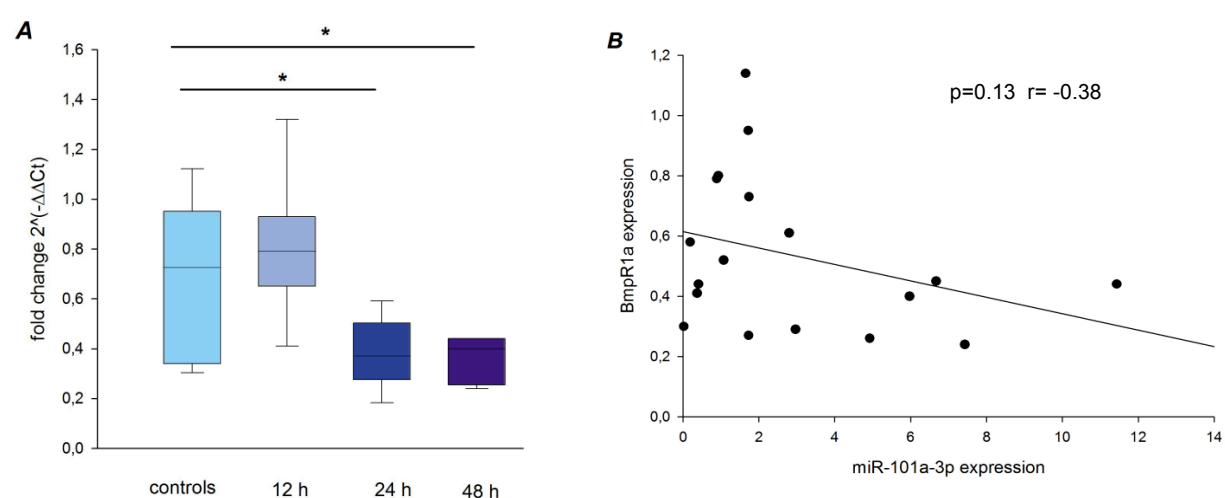 A
*
*
1,6
1,4
1,2
1,0
0,8
0,6
0,4
0,2
0,0
fold change 2^(-ΔΔCt)
controls 12 h 24 h 48 h
B
p=0.13 r= -0.38
1,2
1,0
0,8
0,6
0,4
0,2
0,0
BmpR1a expression
0 2 4 6 8 10 12 14
miR-101a-3p expression